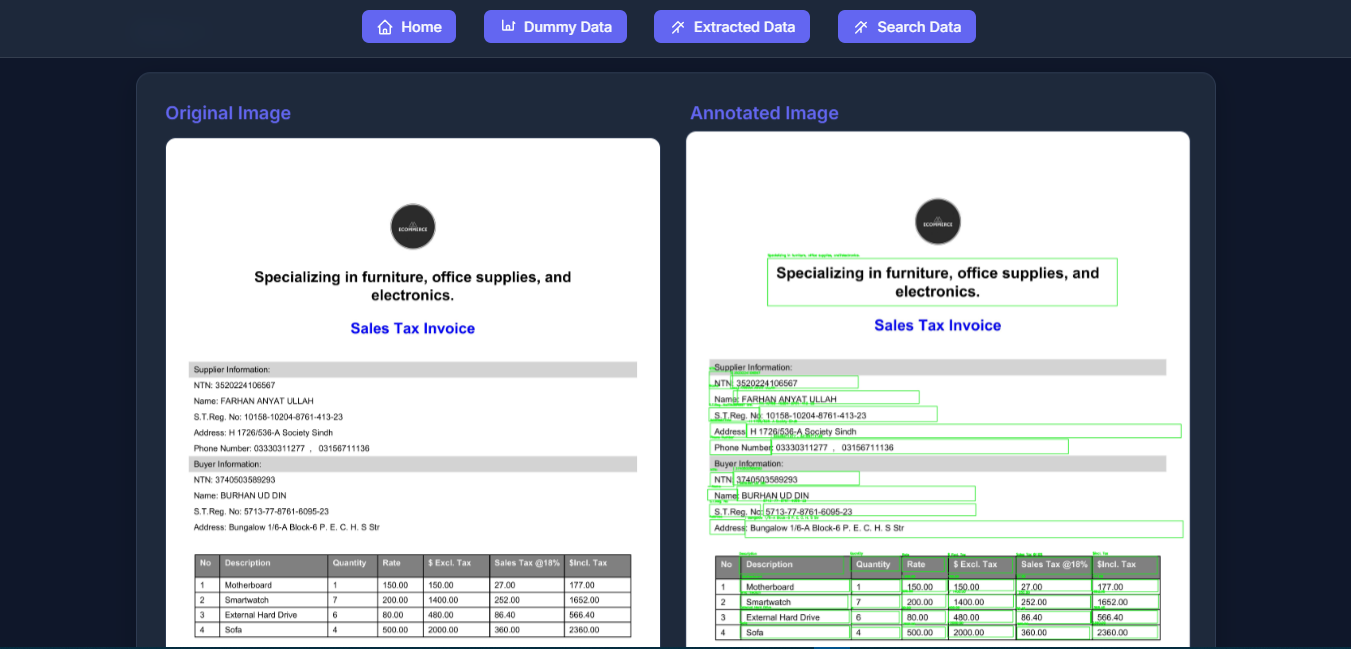 Home Dummy Data Extracted Data Search Data
Original Image
ECOMMERCE
Specializing in furniture, office supplies, and
electronics.
Sales Tax Invoice
Supplier Information:
NTN: 3520224106567
Name: FARHAN ANYAT ULLAH
S.T.Reg. No: 10158-10204-8761-413-23
Address: H 1726/536-A Society Sindh
Phone Number: 03330311277 , 03156711136
Buyer Information:
NTN: 3740503589293
Name: BURHAN UD DIN
S.T.Reg. No: 5713-77-8761-6095-23
Address: Bungalow 1/6-A Block-6 P. E. C. H. S Str
No Description Quantity Rate $ Excl. Tax Sales Tax @18% $Incl. Tax
1 Motherboard 1 150.00 150.00 27.00 177.00
2 Smartwatch 7 200.00 1400.00 252.00 1652.00
3 External Hard Drive 6 80.00 480.00 86.40 566.40
4 Sofa 4 500.00 2000.00 360.00 2360.00
Annotated Image
ECOMMERCE
Specializing in furniture, office supplies, and
electronics.
Sales Tax Invoice
Supplier Information:
NTN: 3520224106567
Name: FARHAN ANYAT ULLAH
S.T.Reg. No: 10158-10204-8761-413-23
Address: H 1726/536-A Society Sindh
Phone Number: 03330311277 , 03156711136
Buyer Information:
NTN: 3740503589293
Name: BURHAN UD DIN
S.T.Reg. No: 5713-77-8761-6095-23
Address: Bungalow 1/6-A Block-6 P. E. C. H. S Str
No Description Quantity Rate $ Excl. Tax Sales Tax @18% $Incl. Tax
1 Motherboard 1 150.00 150.00 27.00 177.00
2 Smartwatch 7 200.00 1400.00 252.00 1652.00
3 External Hard Drive 6 80.00 480.00 86.40 566.40
4 Sofa 4 500.00 2000.00 360.00 2360.00